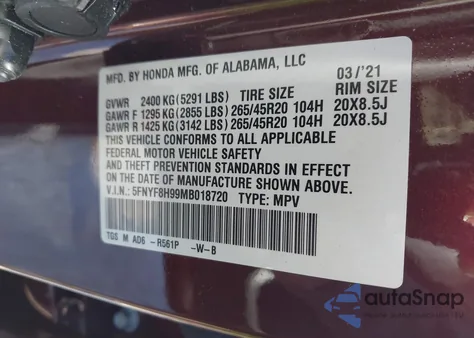 MFD. BY HONDA MFG. OF ALABAMA, LLC
03/'21
TIRE SIZE RIM SIZE
GVWR 2400 KG (5291 LBS)
GAWR F 1295 KG (2855 LBS) 265/45R20 104H 20X8.5J
GAWR R 1425 KG (3142 LBS) 265/45R20 104H 20X8.5J
THIS VEHICLE CONFORMS TO ALL APPLICABLE
FEDERAL MOTOR VEHICLE SAFETY
AND THEFT PREVENTION STANDARDS IN EFFECT ON
THE DATE OF MANUFACTURE SHOWN ABOVE.
V.I.N.: 5FNYF8H99MB018720 TYPE: MPV
TGS M AD6 -R561P -W-B
autoSnap